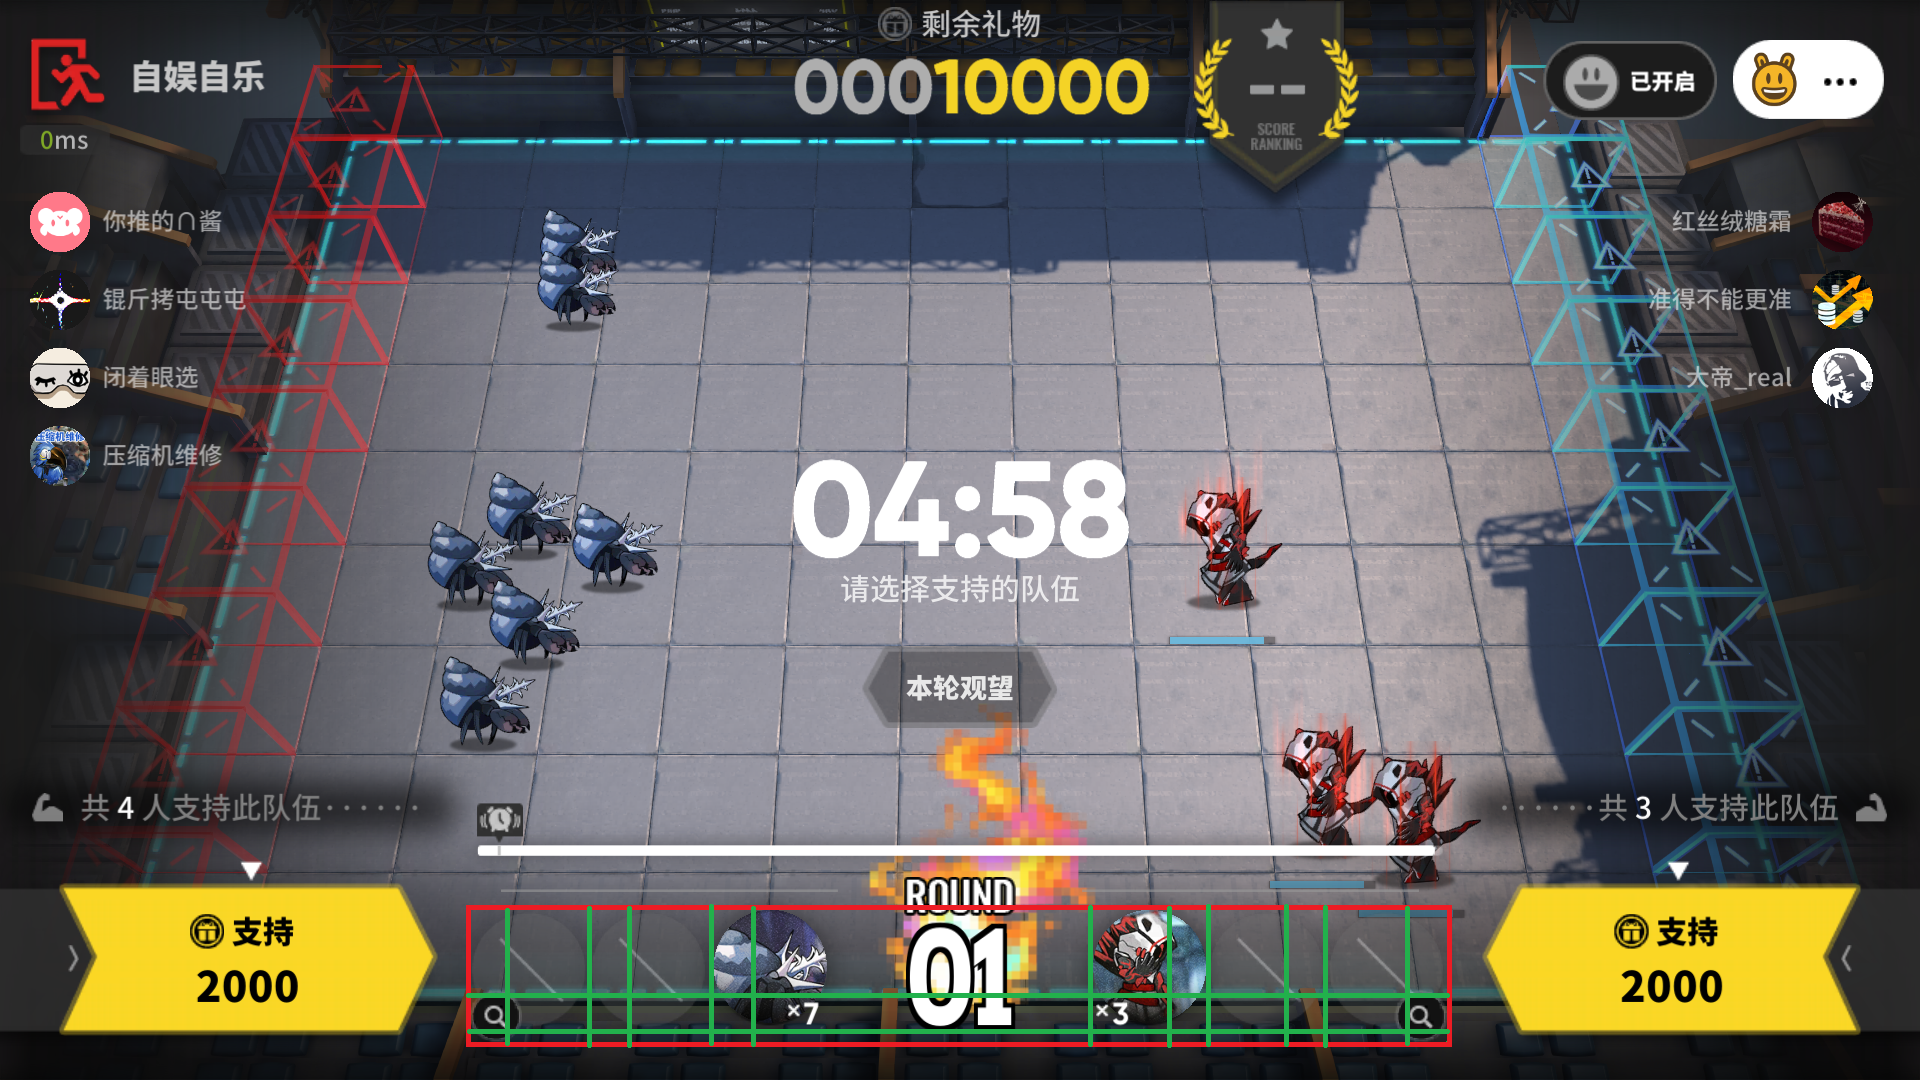 剩余礼物
00010000
自娱自乐
0ms
SCORE
RANKING
已开启
你推的∩酱
锟斤拷屯屯屯
闭着眼选
压缩机维修
红丝绒糖霜
准得不能更准
大帝_real
04:58
请选择支持的队伍
本轮观望
共 4 人支持此队伍
共 3 人支持此队伍
支持
2000
ROUND
01
×7
×3
支持
2000